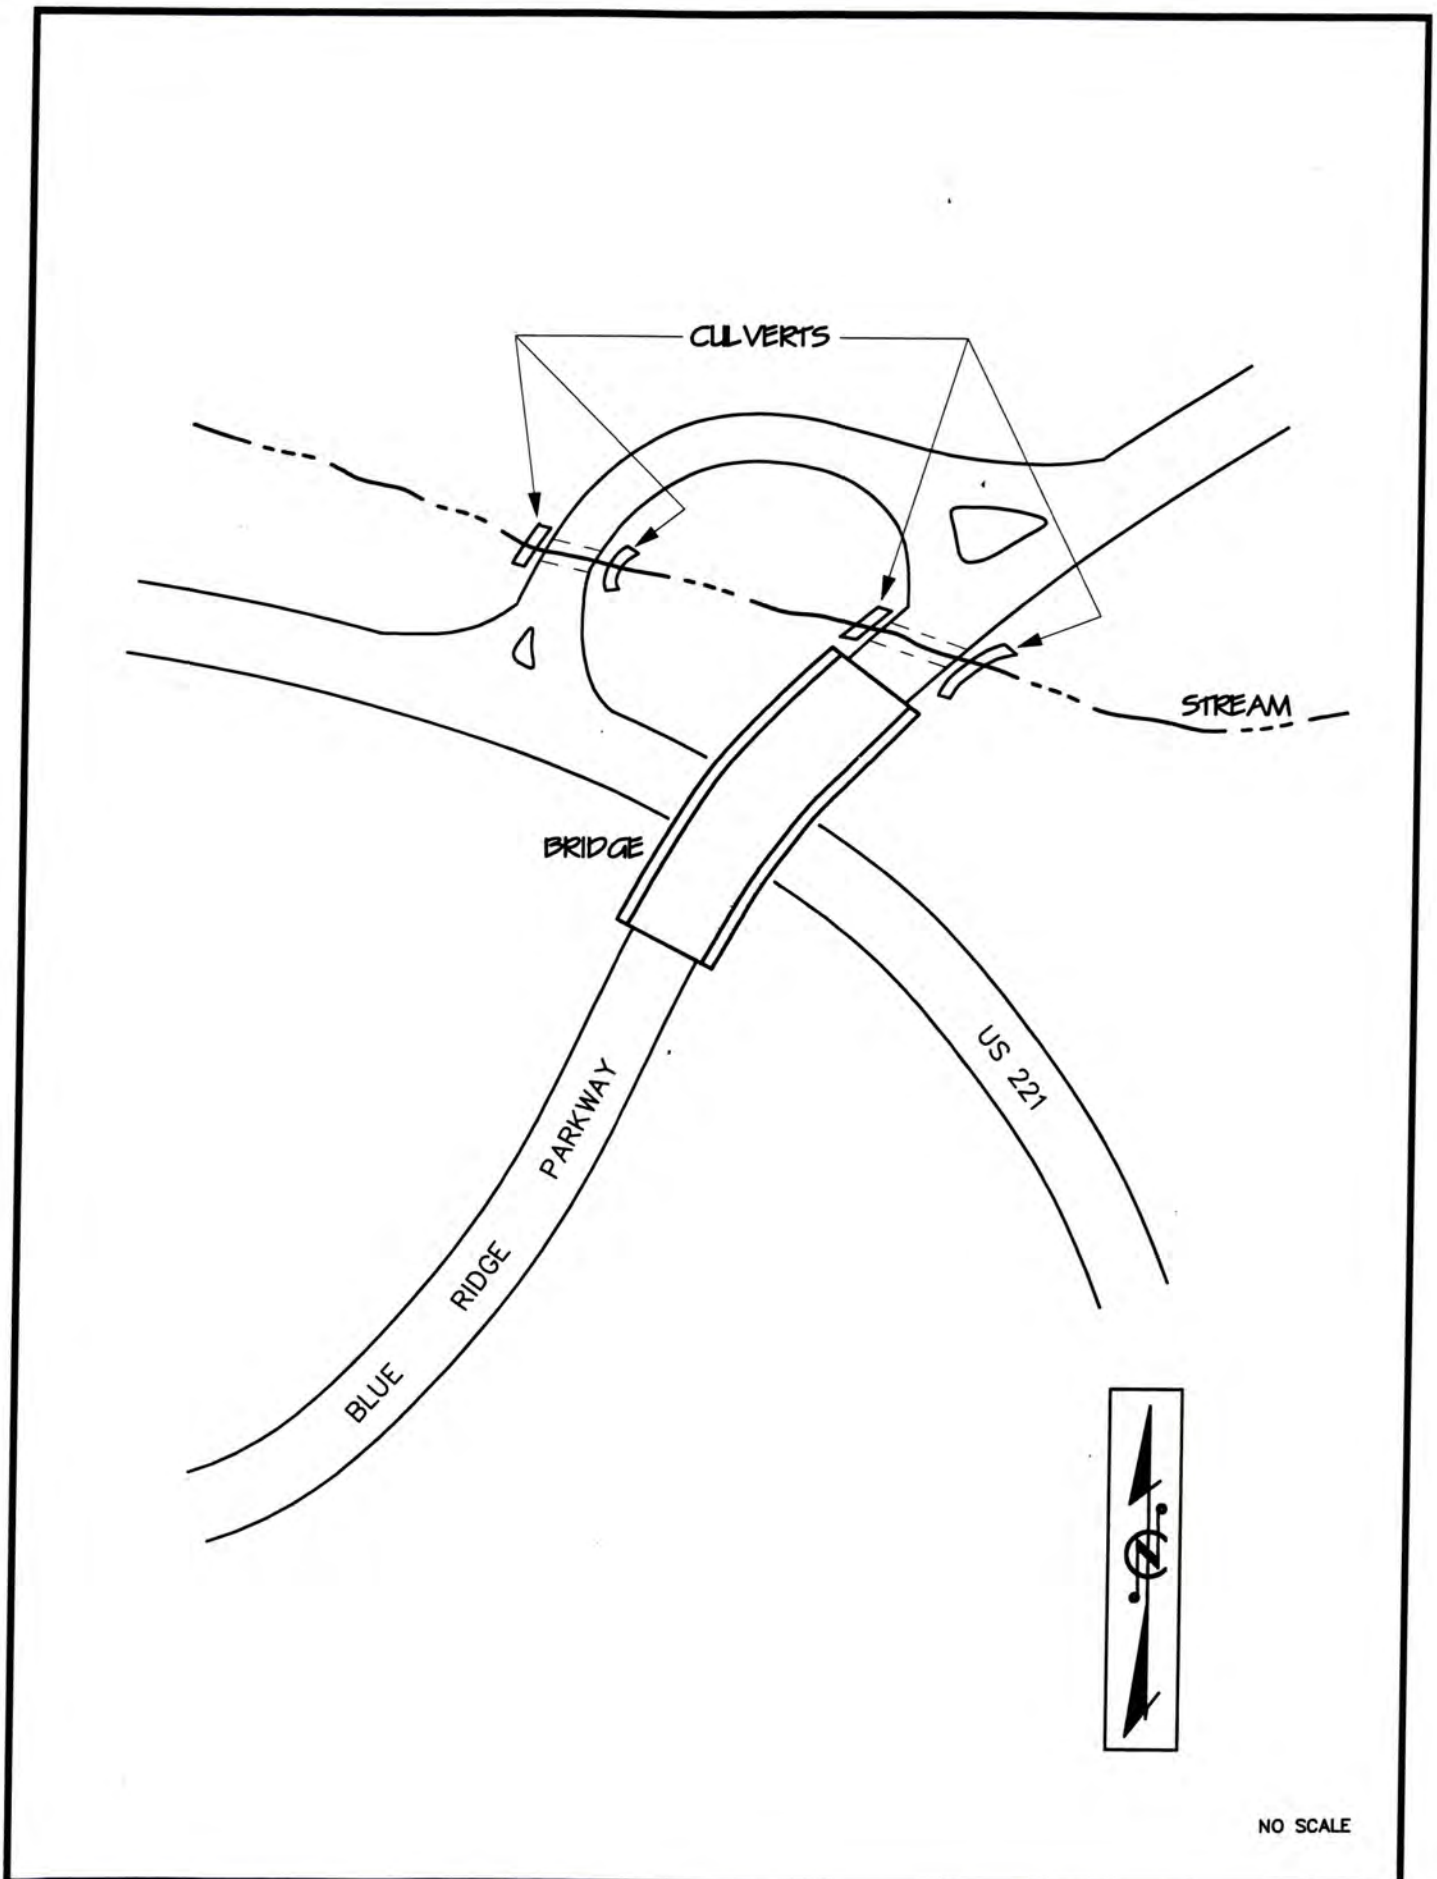 CULVERTS
STREAM
BRIDGE
US 221
BLUE RIDGE PARKWAY
N
NO SCALE